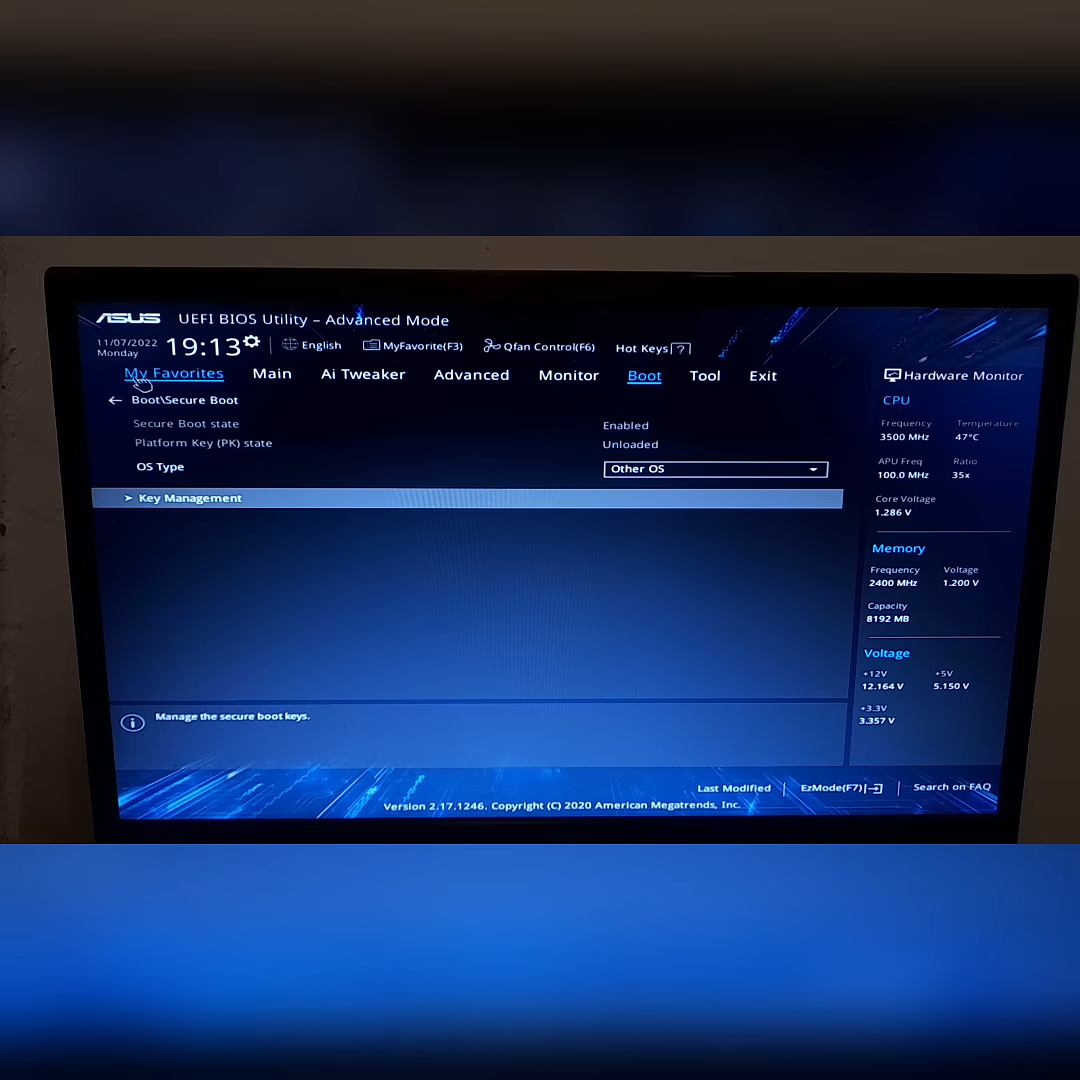 ASUS UEFI BIOS Utility – Advanced Mode
11/07/2022 Monday 19:13 English MyFavorite(F3) Qfan Control(F6) Hot Keys ?
My Favorites Main Ai Tweaker Advanced Monitor Boot Tool Exit
← Boot\Secure Boot
Secure Boot state Enabled
Platform Key (PK) state Unloaded
OS Type Other OS
➤ Key Management
Manage the secure boot keys.
Hardware Monitor
CPU
Frequency Temperature
3500 MHz 47°C
APU Freq Ratio
100.0 MHz 35x
Core Voltage
1.286 V
Memory
Frequency Voltage
2400 MHz 1.200 V
Capacity
8192 MB
Voltage
+12V +5V
12.164 V 5.150 V
+3.3V
3.357 V
Last Modified EzMode(F7) Search on FAQ
Version 2.17.1246. Copyright (C) 2020 American Megatrends, Inc.